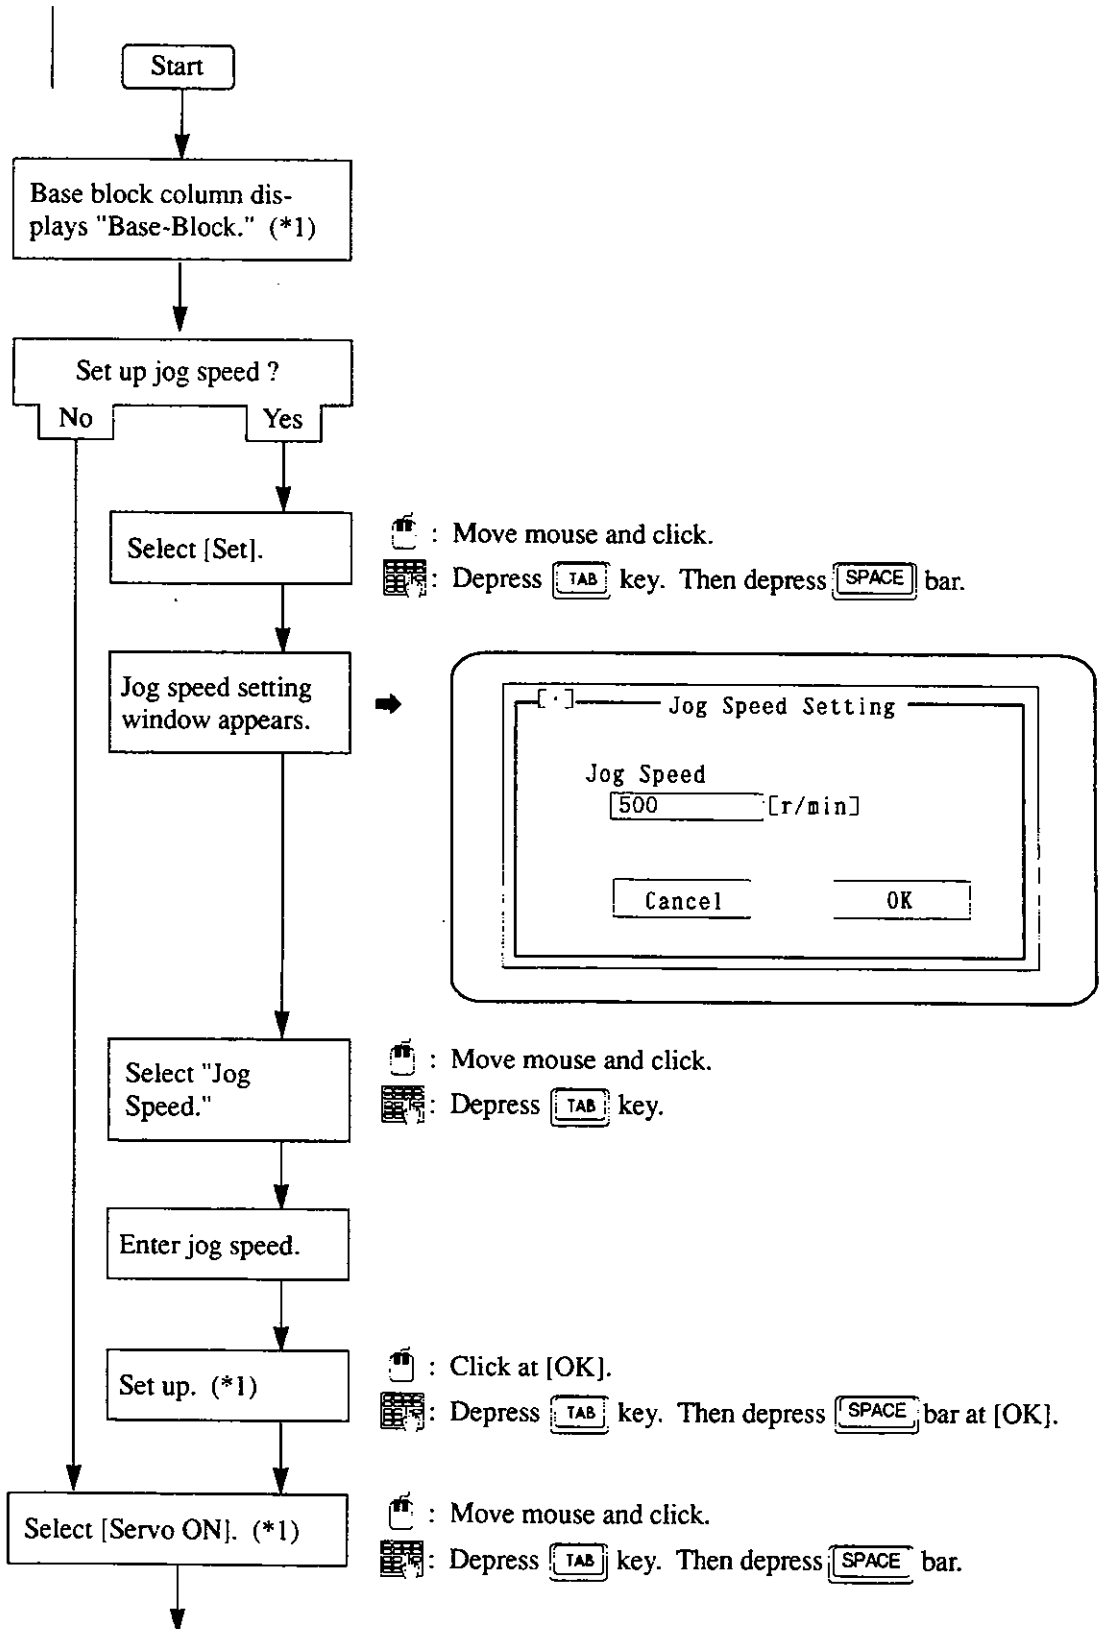 Start
Base block column dis-
plays "Base-Block." (*1)
Set up jog speed ?
No Yes
Select [Set].
: Move mouse and click.
: Depress TAB key. Then depress SPACE bar.
Jog speed setting
window appears.
[·] Jog Speed Setting
Jog Speed
500 [r/min]
Cancel OK
Select "Jog
Speed."
: Move mouse and click.
: Depress TAB key.
Enter jog speed.
Set up. (*1)
: Click at [OK].
: Depress TAB key. Then depress SPACE bar at [OK].
Select [Servo ON]. (*1)
: Move mouse and click.
: Depress TAB key. Then depress SPACE bar.